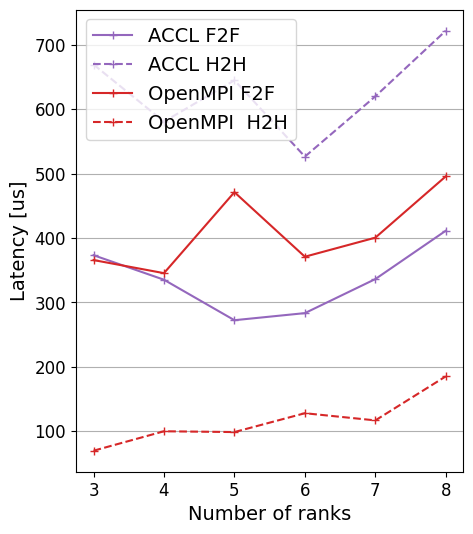 ACCL F2F
ACCL H2H
OpenMPI F2F
OpenMPI  H2H
Latency [us]
700
600
500
400
300
200
100
3 4 5 6 7 8
Number of ranks